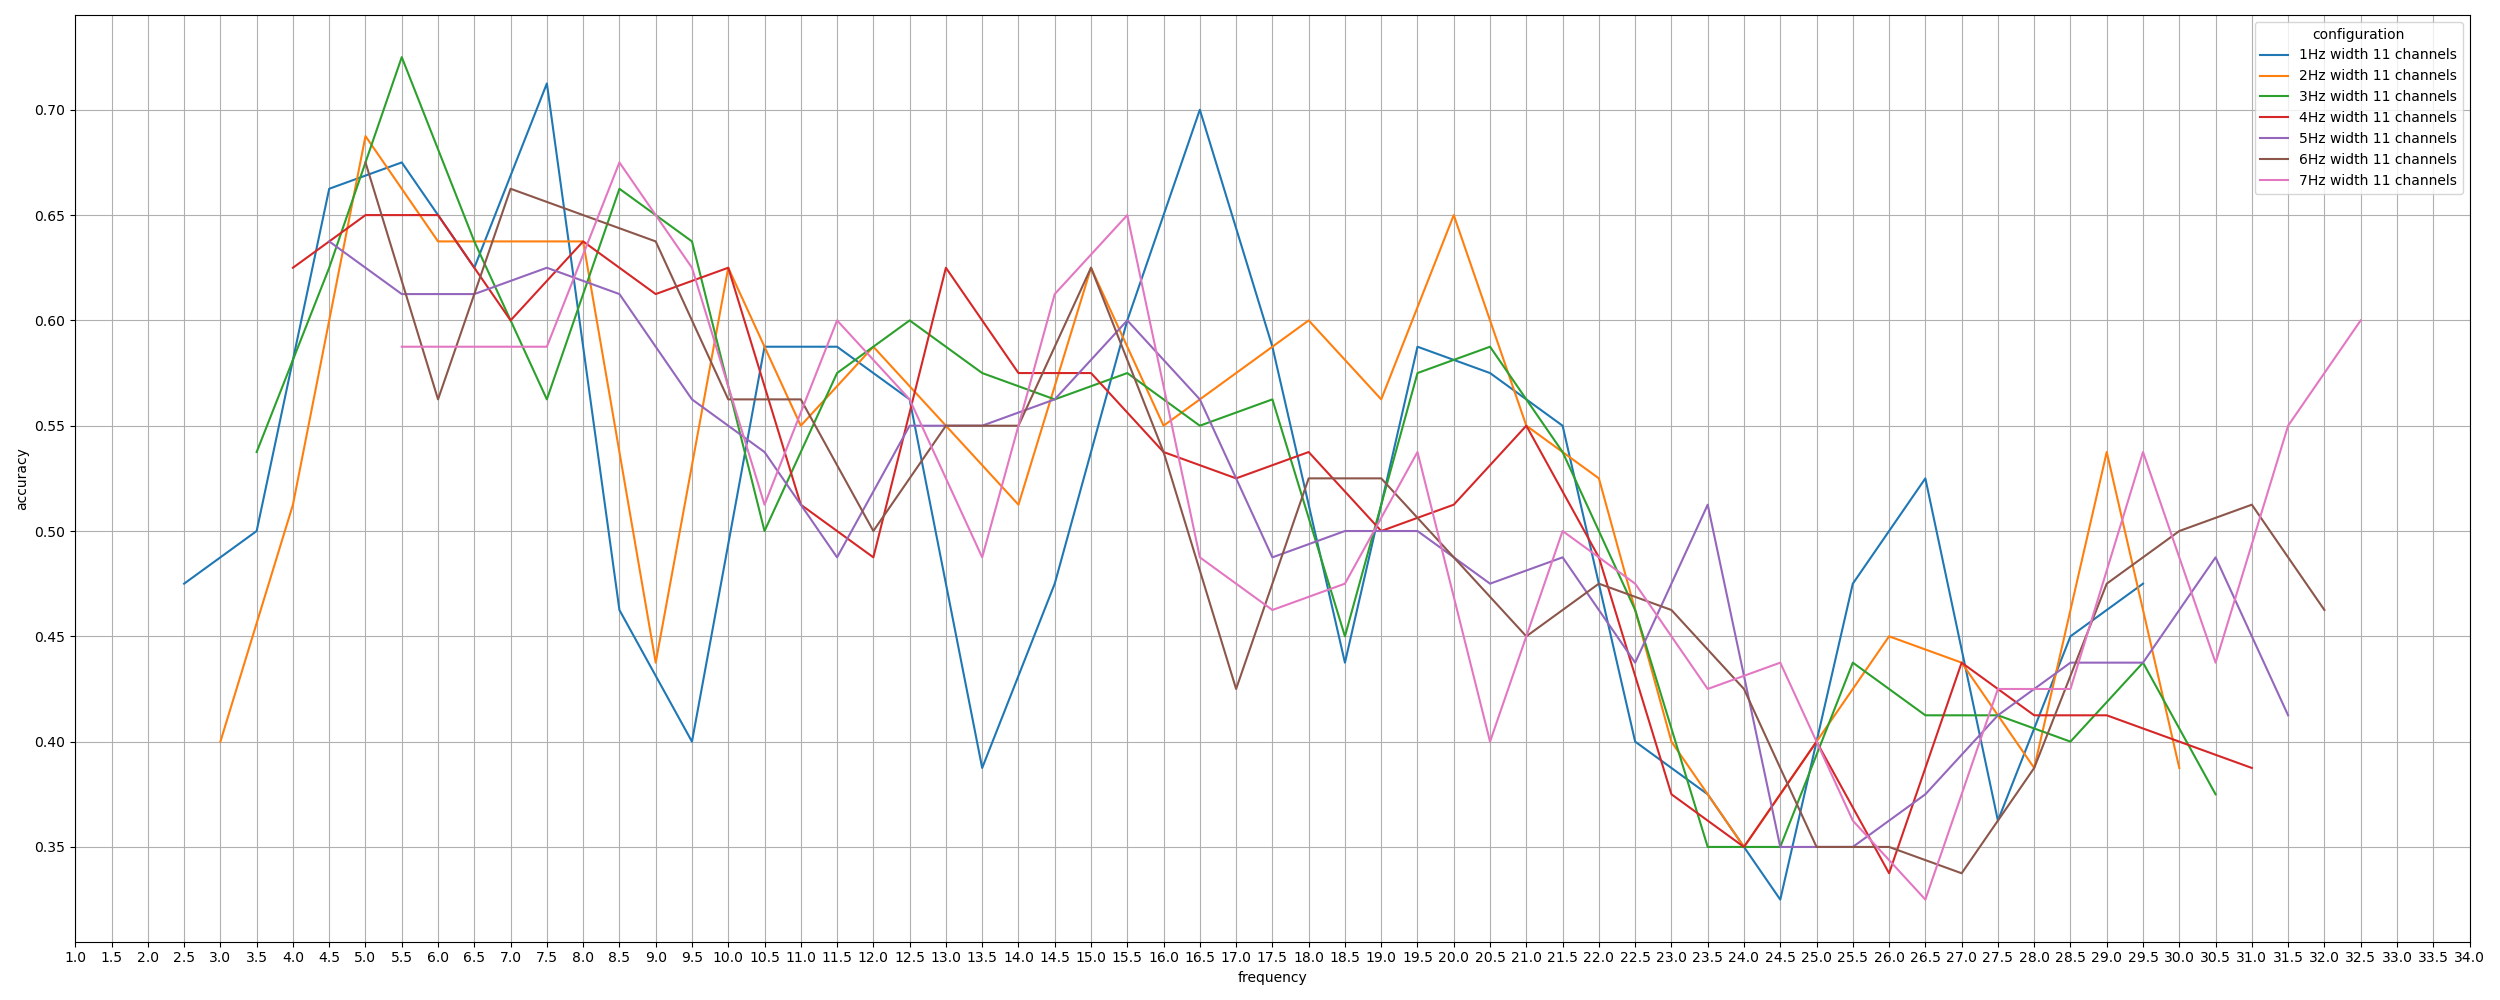 configuration
1Hz width 11 channels
2Hz width 11 channels
3Hz width 11 channels
4Hz width 11 channels
5Hz width 11 channels
6Hz width 11 channels
7Hz width 11 channels
0.70
0.65
0.60
0.55
0.50
0.45
0.40
0.35
accuracy
1.0 1.5 2.0 2.5 3.0 3.5 4.0 4.5 5.0 5.5 6.0 6.5 7.0 7.5 8.0 8.5 9.0 9.5 10.0 10.5 11.0 11.5 12.0 12.5 13.0 13.5 14.0 14.5 15.0 15.5 16.0 16.5 17.0 17.5 18.0 18.5 19.0 19.5 20.0 20.5 21.0 21.5 22.0 22.5 23.0 23.5 24.0 24.5 25.0 25.5 26.0 26.5 27.0 27.5 28.0 28.5 29.0 29.5 30.0 30.5 31.0 31.5 32.0 32.5 33.0 33.5 34.0
frequency